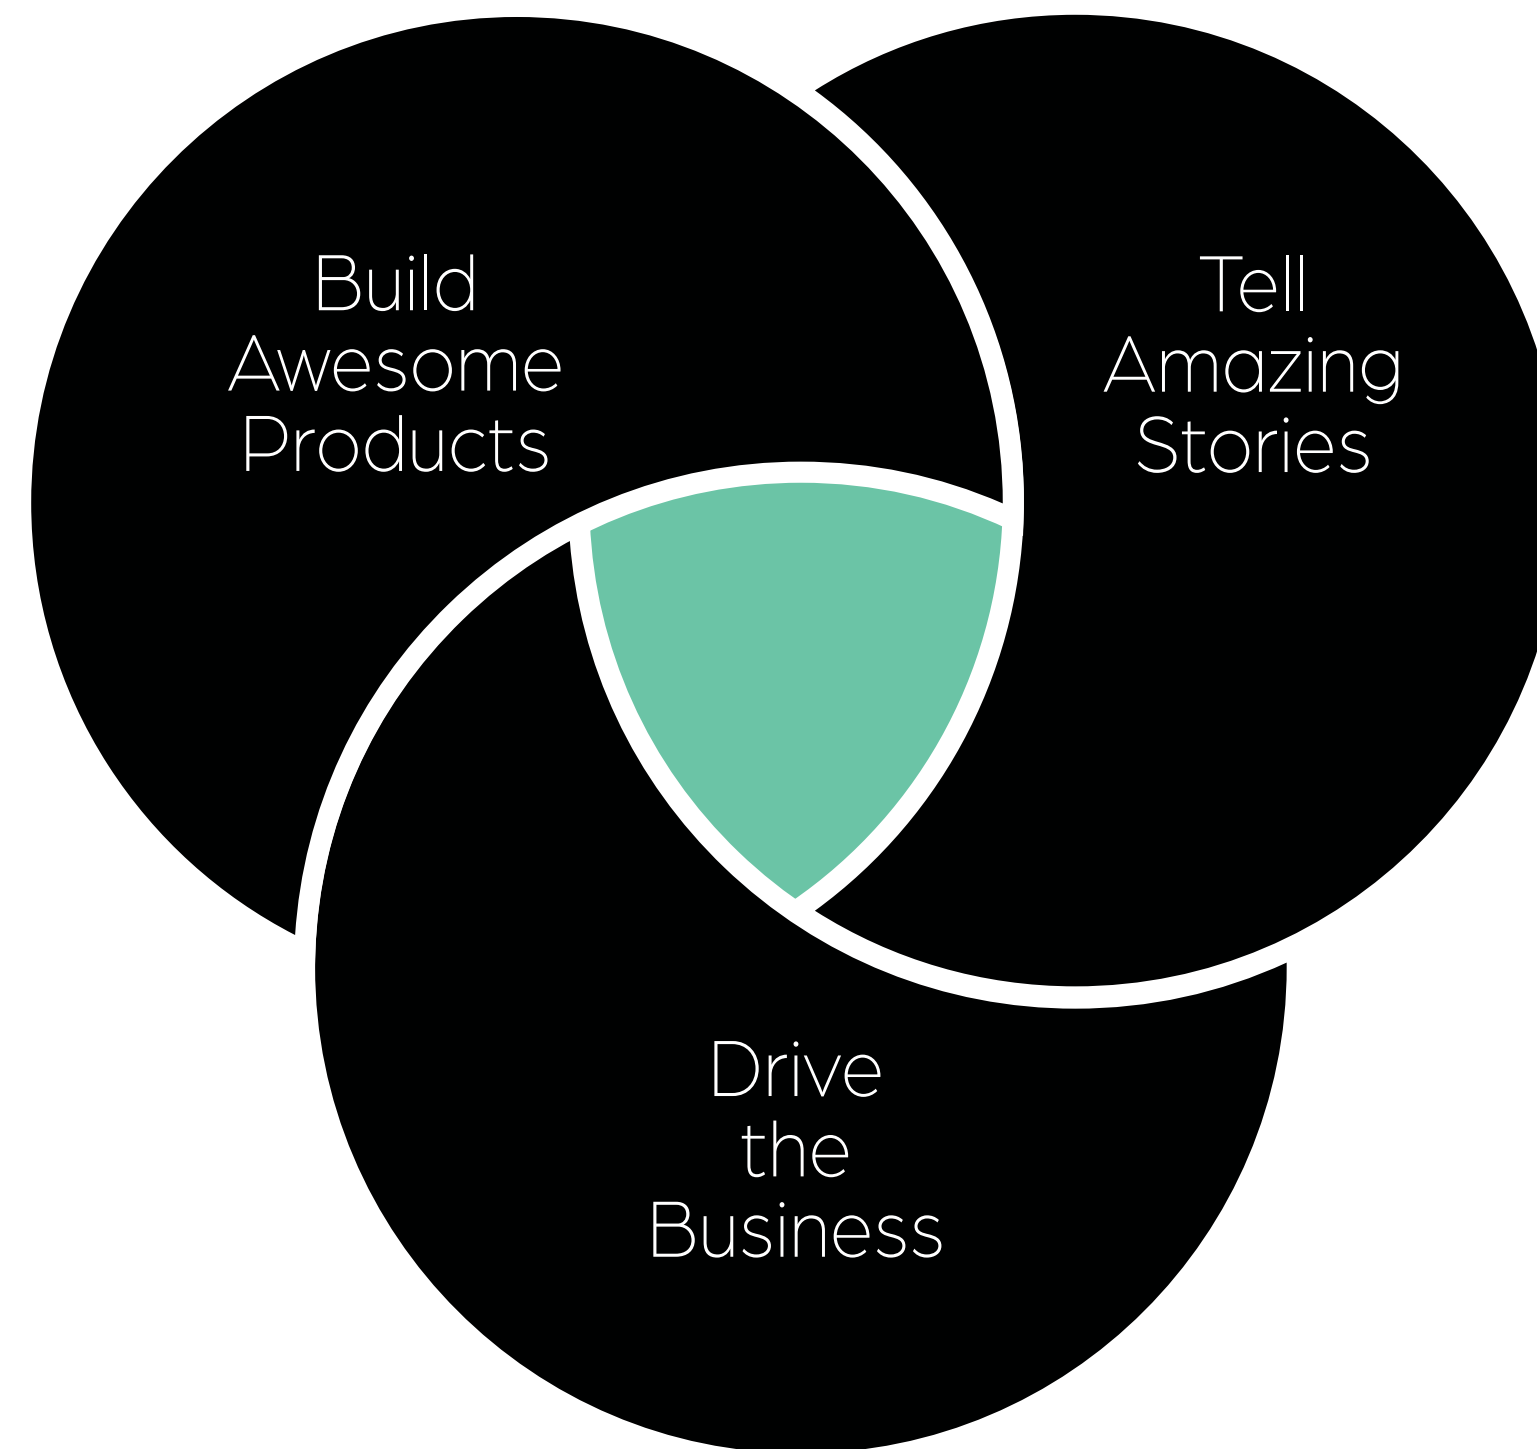 Build
Awesome
Products
Tell
Amazing
Stories
Drive
the
Business